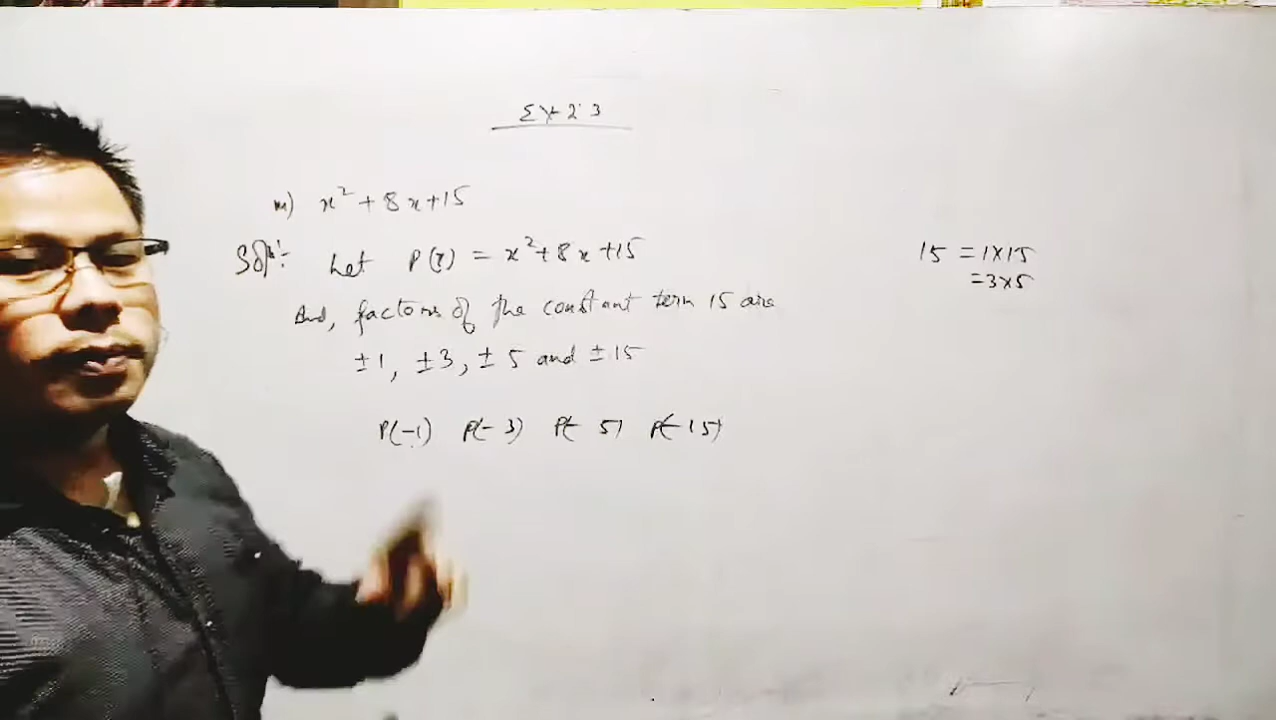 Ex 2.3
m) x² + 8x + 15
Solⁿ: Let P(x) = x² + 8x + 15
And, factors of the constant term 15 are
±1, ±3, ±5 and ±15
P(-1) P(-3) P(-5) P(-15)
15 = 1×15
= 3×5